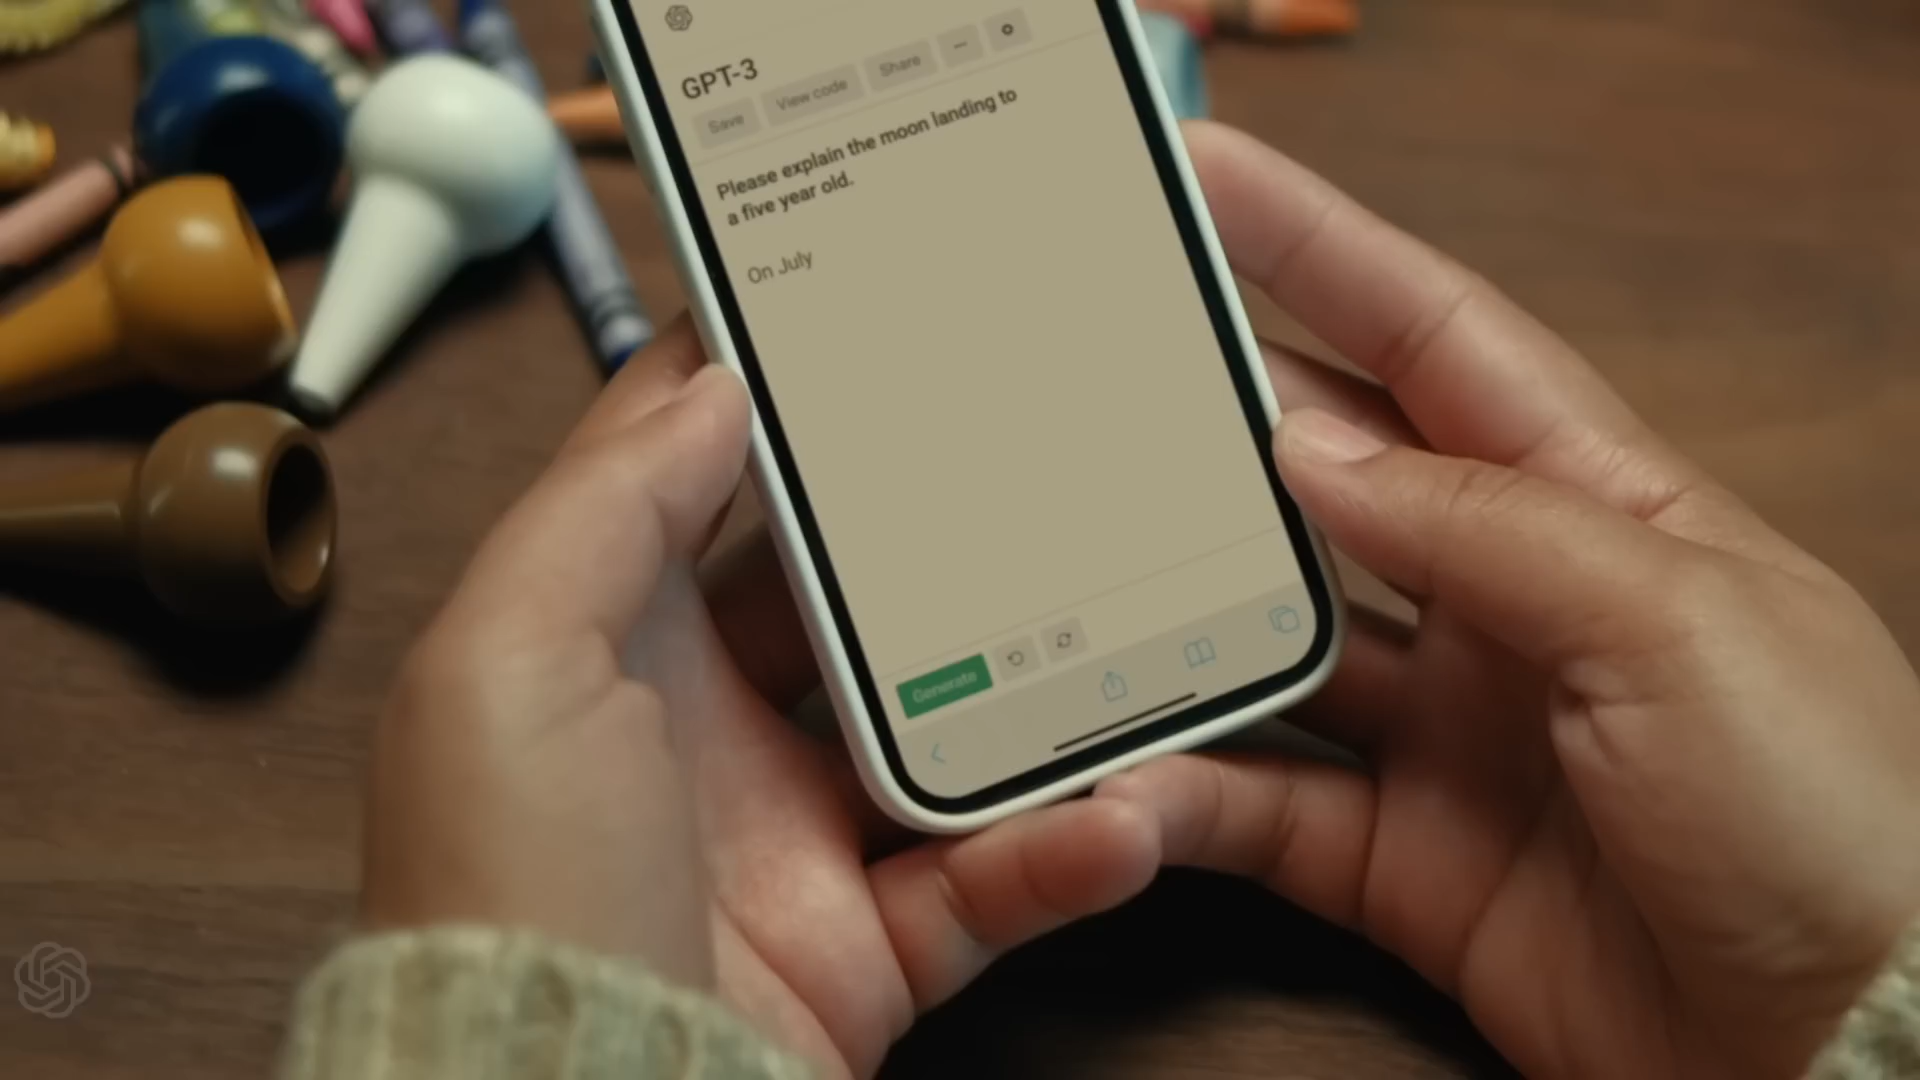 GPT-3
Save View code Share
Please explain the moon landing to
a five year old.
On July
Generate